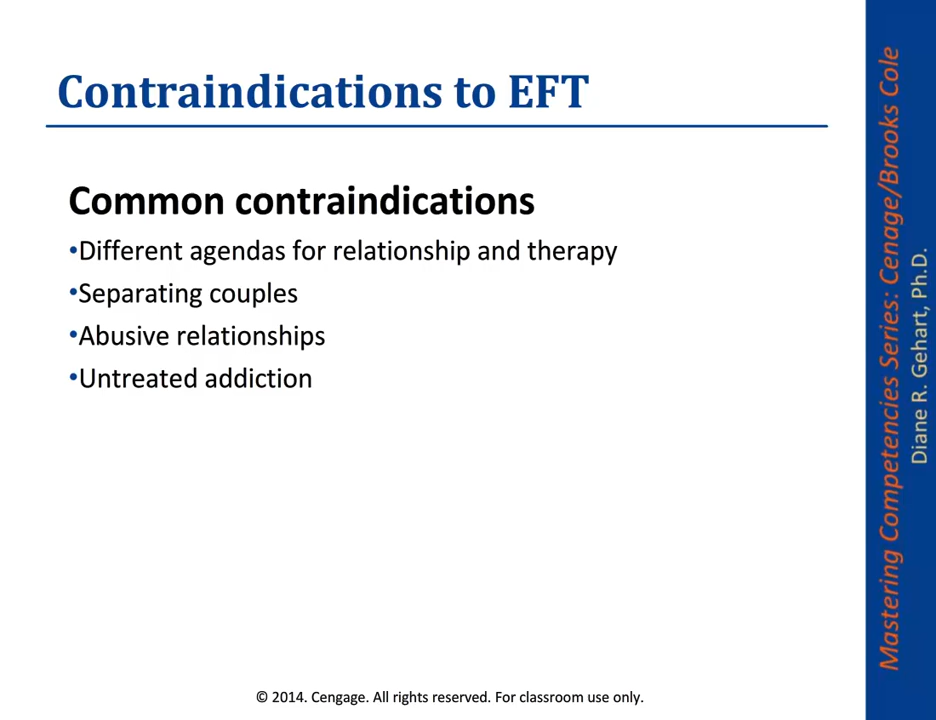 Contraindications to EFT
Common contraindications
•Different agendas for relationship and therapy
•Separating couples
•Abusive relationships
•Untreated addiction
© 2014. Cengage. All rights reserved. For classroom use only.
Mastering Competencies Series: Cenage/Brooks Cole
Diane R. Gehart, Ph.D.